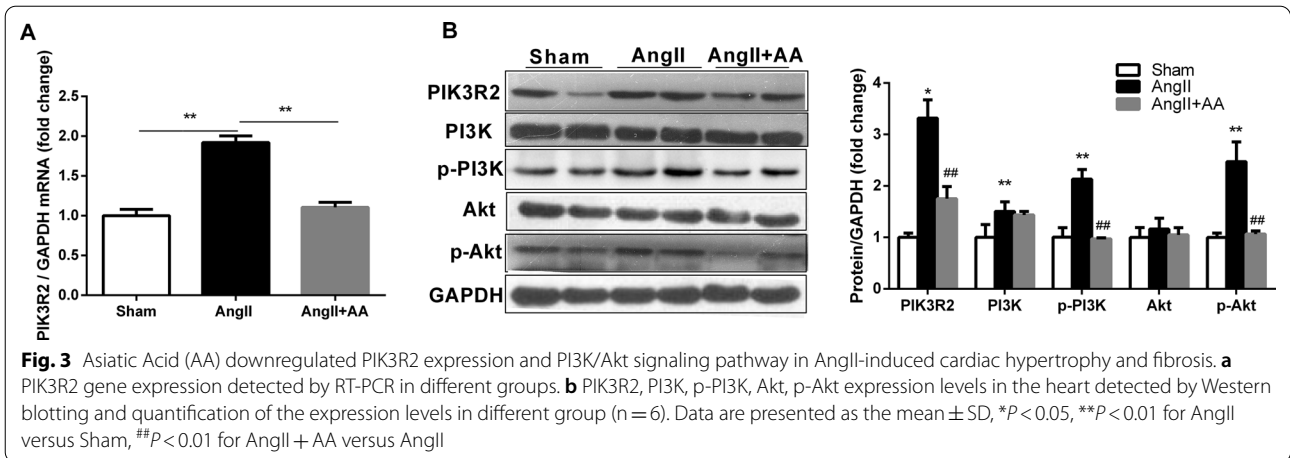 A
PIK3R2 / GAPDH mRNA (fold change)
2.5
2.0
1.5
1.0
0.5
0.0
**
**
Sham
AngII
AngII+AA
B
Sham
AngII
AngII+AA
PIK3R2
PI3K
p-PI3K
Akt
p-Akt
GAPDH
Protein/GAPDH (fold change)
4
3
2
1
0
Sham
AngII
AngII+AA
*
##
**
**
##
**
##
PIK3R2
PI3K
p-PI3K
Akt
p-Akt
Fig. 3 Asiatic Acid (AA) downregulated PIK3R2 expression and PI3K/Akt signaling pathway in AngII-induced cardiac hypertrophy and fibrosis. a
PIK3R2 gene expression detected by RT-PCR in different groups. b PIK3R2, PI3K, p-PI3K, Akt, p-Akt expression levels in the heart detected by Western
blotting and quantification of the expression levels in different group (n = 6). Data are presented as the mean ± SD, *P < 0.05, **P < 0.01 for AngII
versus Sham, ##P < 0.01 for AngII + AA versus AngII